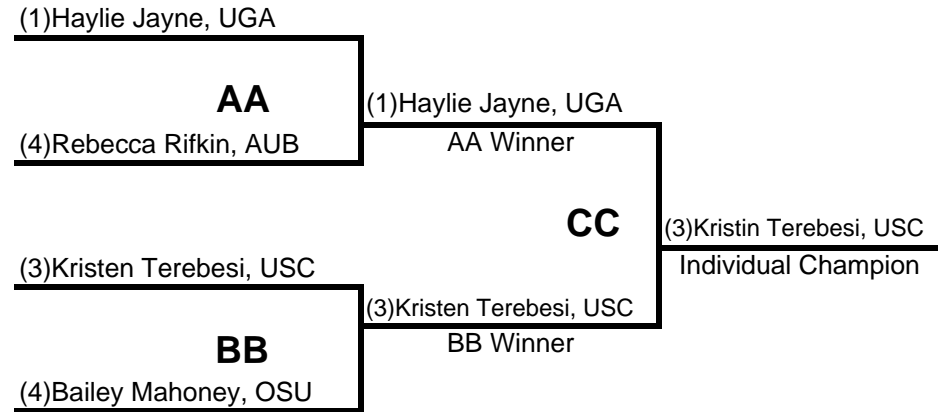 (1)Haylie Jayne, UGA
AA
(1)Haylie Jayne, UGA
(4)Rebecca Rifkin, AUB
AA Winner
CC
(3)Kristin Terebesi, USC
Individual Champion
(3)Kristen Terebesi, USC
(3)Kristen Terebesi, USC
BB Winner
BB
(4)Bailey Mahoney, OSU